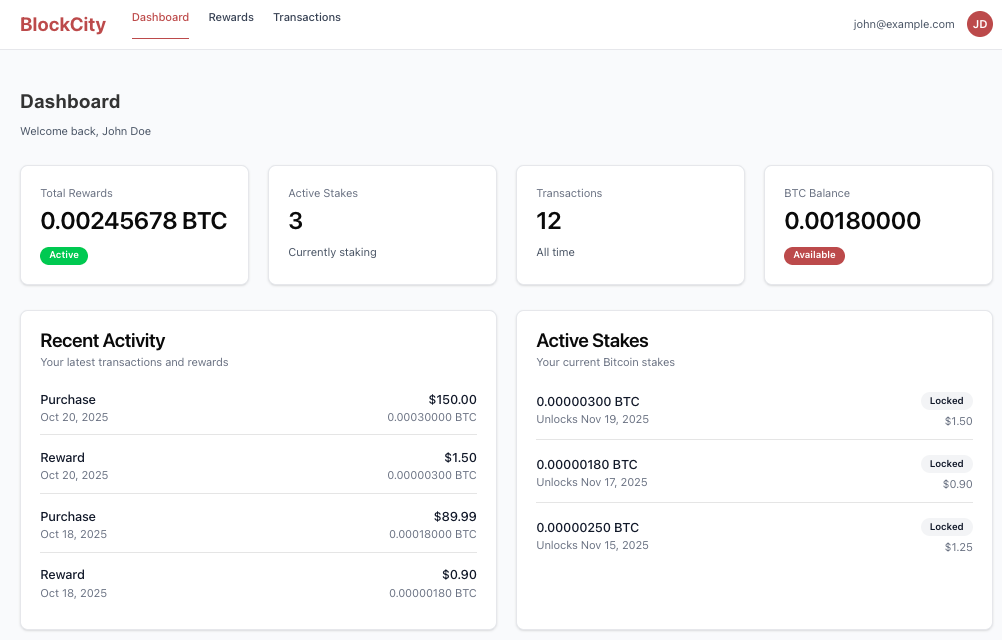 BlockCity
Dashboard Rewards Transactions
john@example.com JD
Dashboard
Welcome back, John Doe
Total Rewards
0.00245678 BTC
Active
Active Stakes
3
Currently staking
Transactions
12
All time
BTC Balance
0.00180000
Available
Recent Activity
Your latest transactions and rewards
Purchase $150.00
Oct 20, 2025 0.00030000 BTC
Reward $1.50
Oct 20, 2025 0.00000300 BTC
Purchase $89.99
Oct 18, 2025 0.00018000 BTC
Reward $0.90
Oct 18, 2025 0.00000180 BTC
Active Stakes
Your current Bitcoin stakes
0.00000300 BTC Locked
Unlocks Nov 19, 2025 $1.50
0.00000180 BTC Locked
Unlocks Nov 17, 2025 $0.90
0.00000250 BTC Locked
Unlocks Nov 15, 2025 $1.25